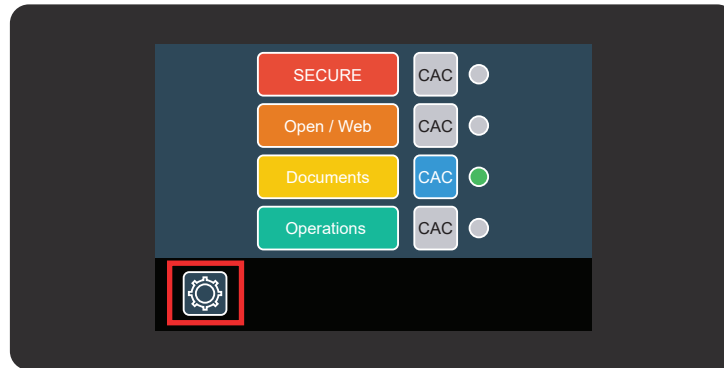 SECURE CAC
Open / Web CAC
Documents CAC
Operations CAC